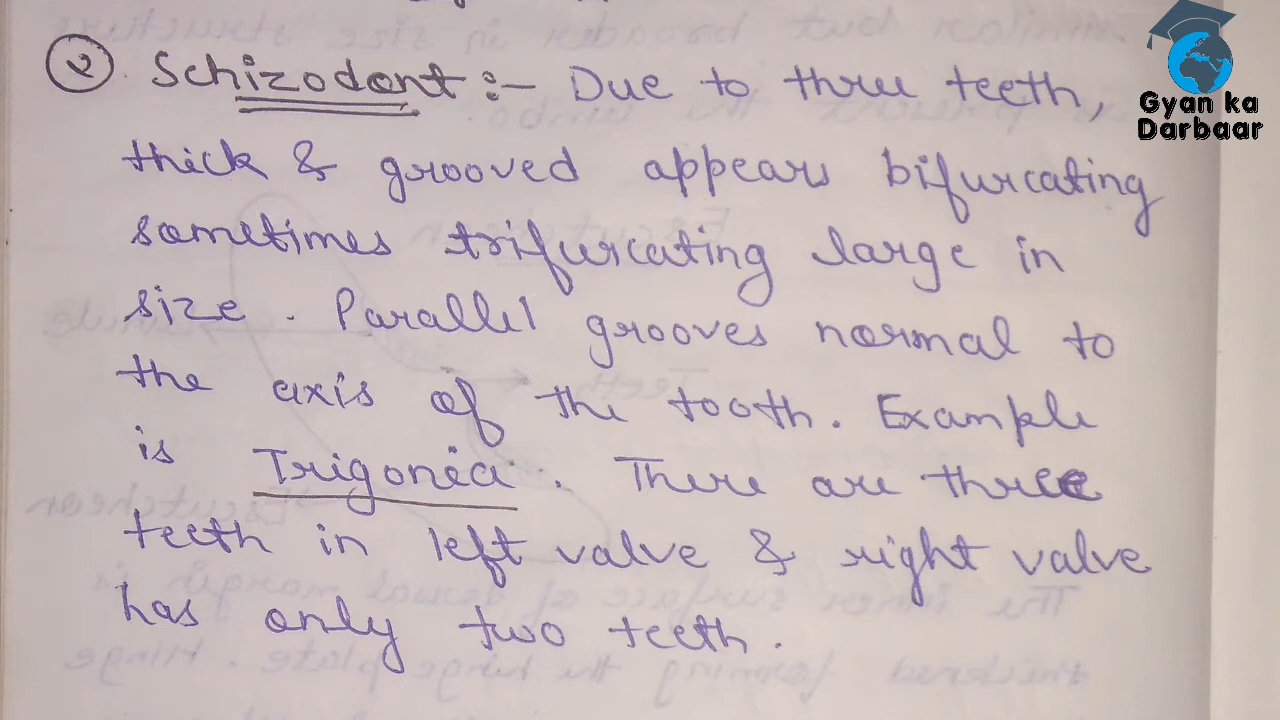 २ Schizodont :- Due to three teeth,
thick & grooved appears bifurcating
sometimes trifurcating large in
size. Parallel grooves normal to
the axis of the tooth. Example
is Trigonia. There are three
teeth in left valve & right valve
has only two teeth.
Gyan ka
Darbaar